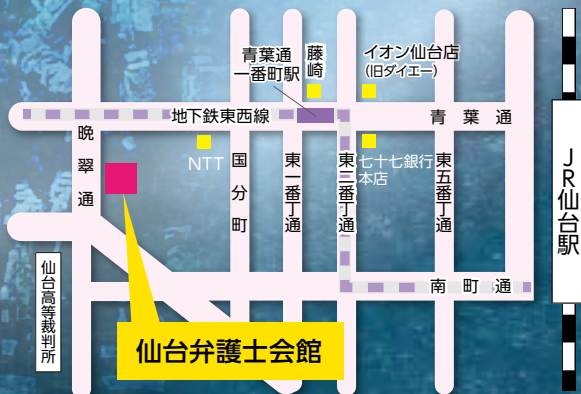 青葉通
一番町駅
藤崎
イオン仙台店
(旧ダイエー)
地下鉄東西線
青葉通
晩翠通
NTT
国分町
東一番丁通
東二番丁通
七十七銀行
本店
東五番丁通
JR仙台駅
南町通
仙台高等裁判所
仙台弁護士会館